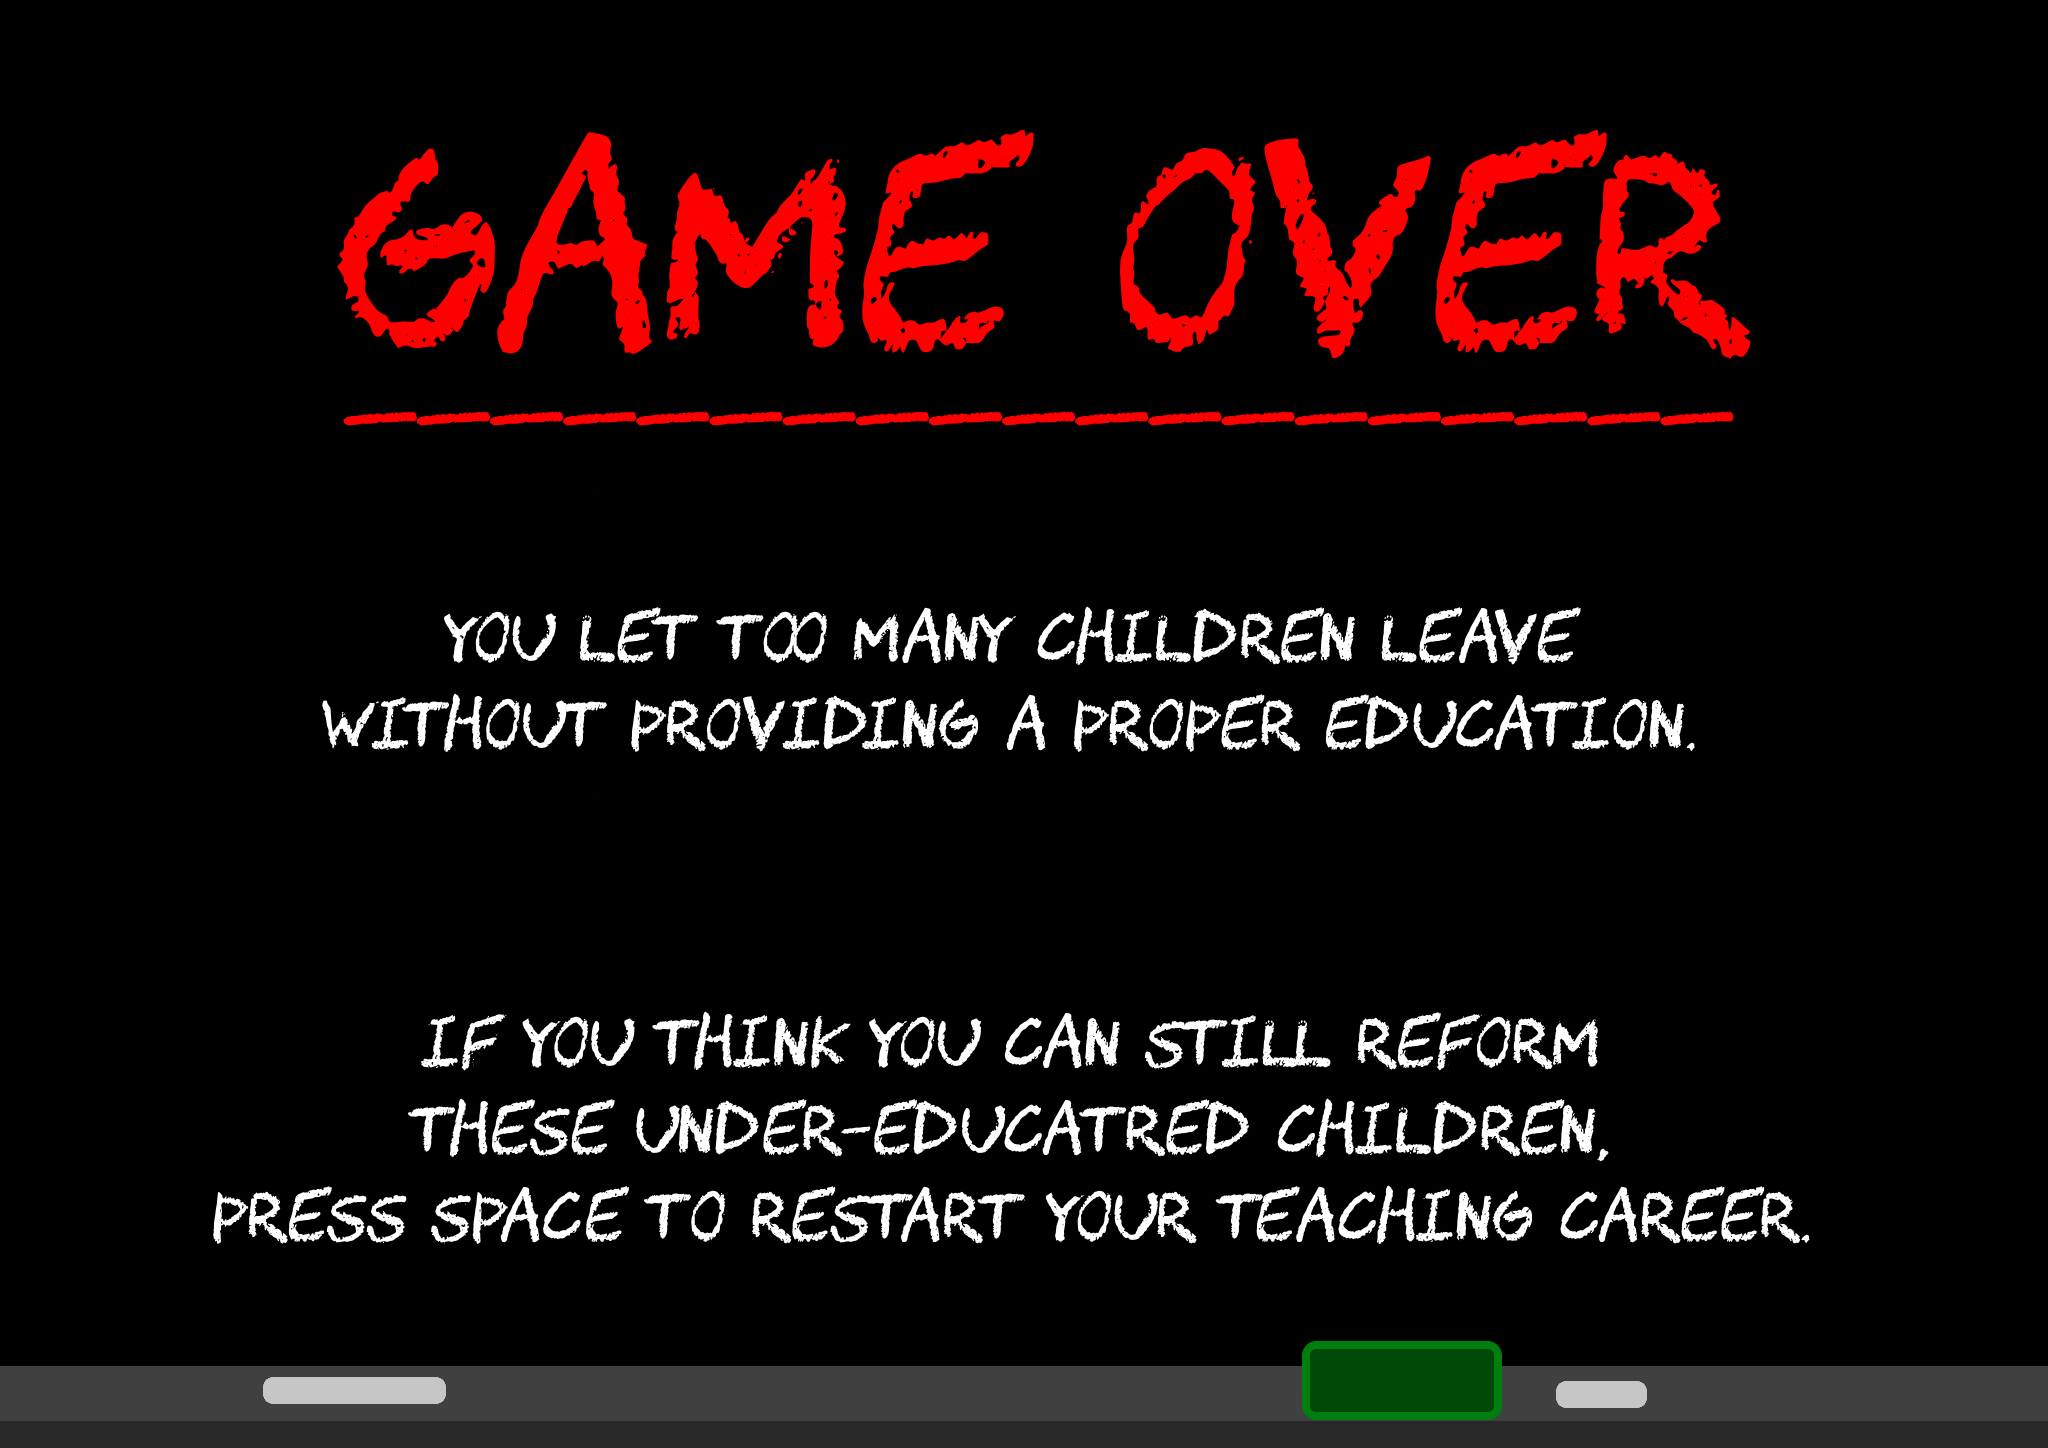 GAME OVER
YOU LET TOO MANY CHILDREN LEAVE
WITHOUT PROVIDING A PROPER EDUCATION.
IF YOU THINK YOU CAN STILL REFORM
THESE UNDER-EDUCATRED CHILDREN,
PRESS SPACE TO RESTART YOUR TEACHING CAREER.